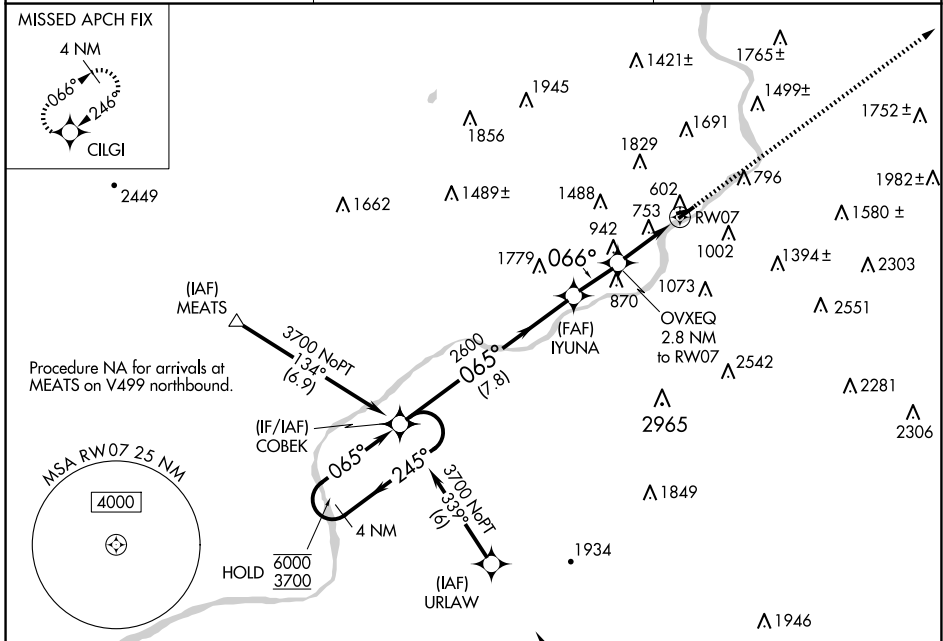 MISSED APCH FIX
4 NM
066°
246°
CILGI
1421±
1765±
1945
1499±
1752 ±
1856
1691
1829
2449
796
1982±
1662
1489±
1488
602
RW07
1580 ±
753
942
1002
1779
066°
1394±
2303
(IAF)
MEATS
870
1073
(FAF)
IYUNA
OVXEQ
2.8 NM
to RW07
2551
3700 NoPT
134°
(6.9)
2600
065°
(7.8)
Procedure NA for arrivals at
MEATS on V499 northbound.
2542
2281
2965
2306
(IF/IAF)
COBEK
065°
245°
MSA RW07 25 NM
4000
3700 NoPT
339°
(6)
1849
4 NM
HOLD
6000
3700
1934
(IAF)
URLAW
1946